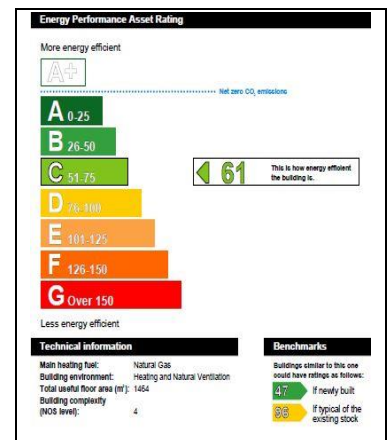 Energy Performance Asset Rating
More energy efficient
A+
Net zero CO₂ emissions
A 0-25
B 26-50
C 51-75
61
This is how energy efficient
the building is.
D 76-100
E 101-125
F 126-150
G Over 150
Less energy efficient
Technical information
Main heating fuel: Natural Gas
Building environment: Heating and Natural Ventilation
Total useful floor area (m²): 1464
Building complexity
(NOS level): 4
Benchmarks
Buildings similar to this one
could have ratings as follows:
47 If newly built
If typical of the
existing stock